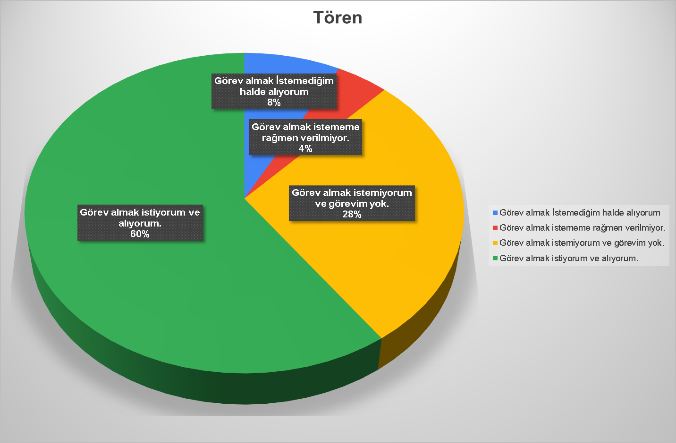 Tören
Görev almak İstemediğim
halde alıyorum
8%
Görev almak istememe
rağmen verilmiyor.
4%
Görev almak istemiyorum
ve görevim yok.
28%
Görev almak istiyorum ve
alıyorum.
60%
Görev almak İstemediğim halde alıyorum
Görev almak istememe rağmen verilmiyor.
Görev almak istemiyorum ve görevim yok.
Görev almak istiyorum ve alıyorum.